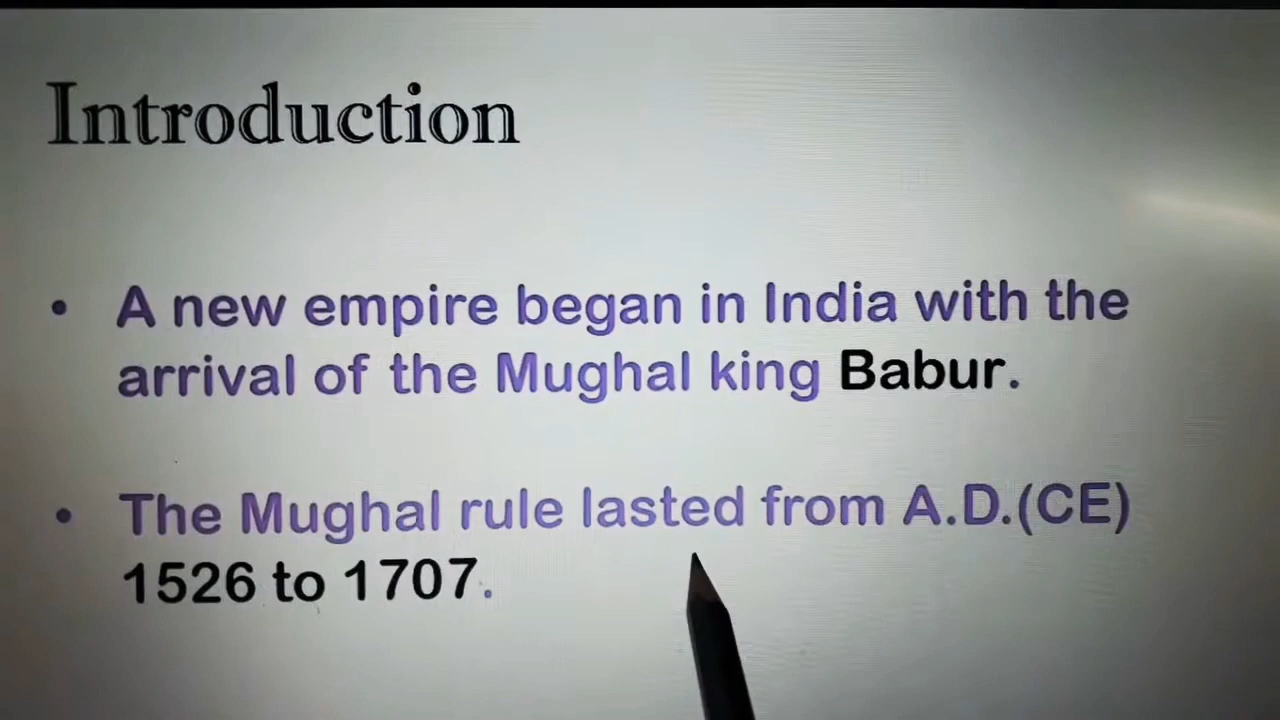 Introduction
• A new empire began in India with the
arrival of the Mughal king Babur.
• The Mughal rule lasted from A.D.(CE)
1526 to 1707.